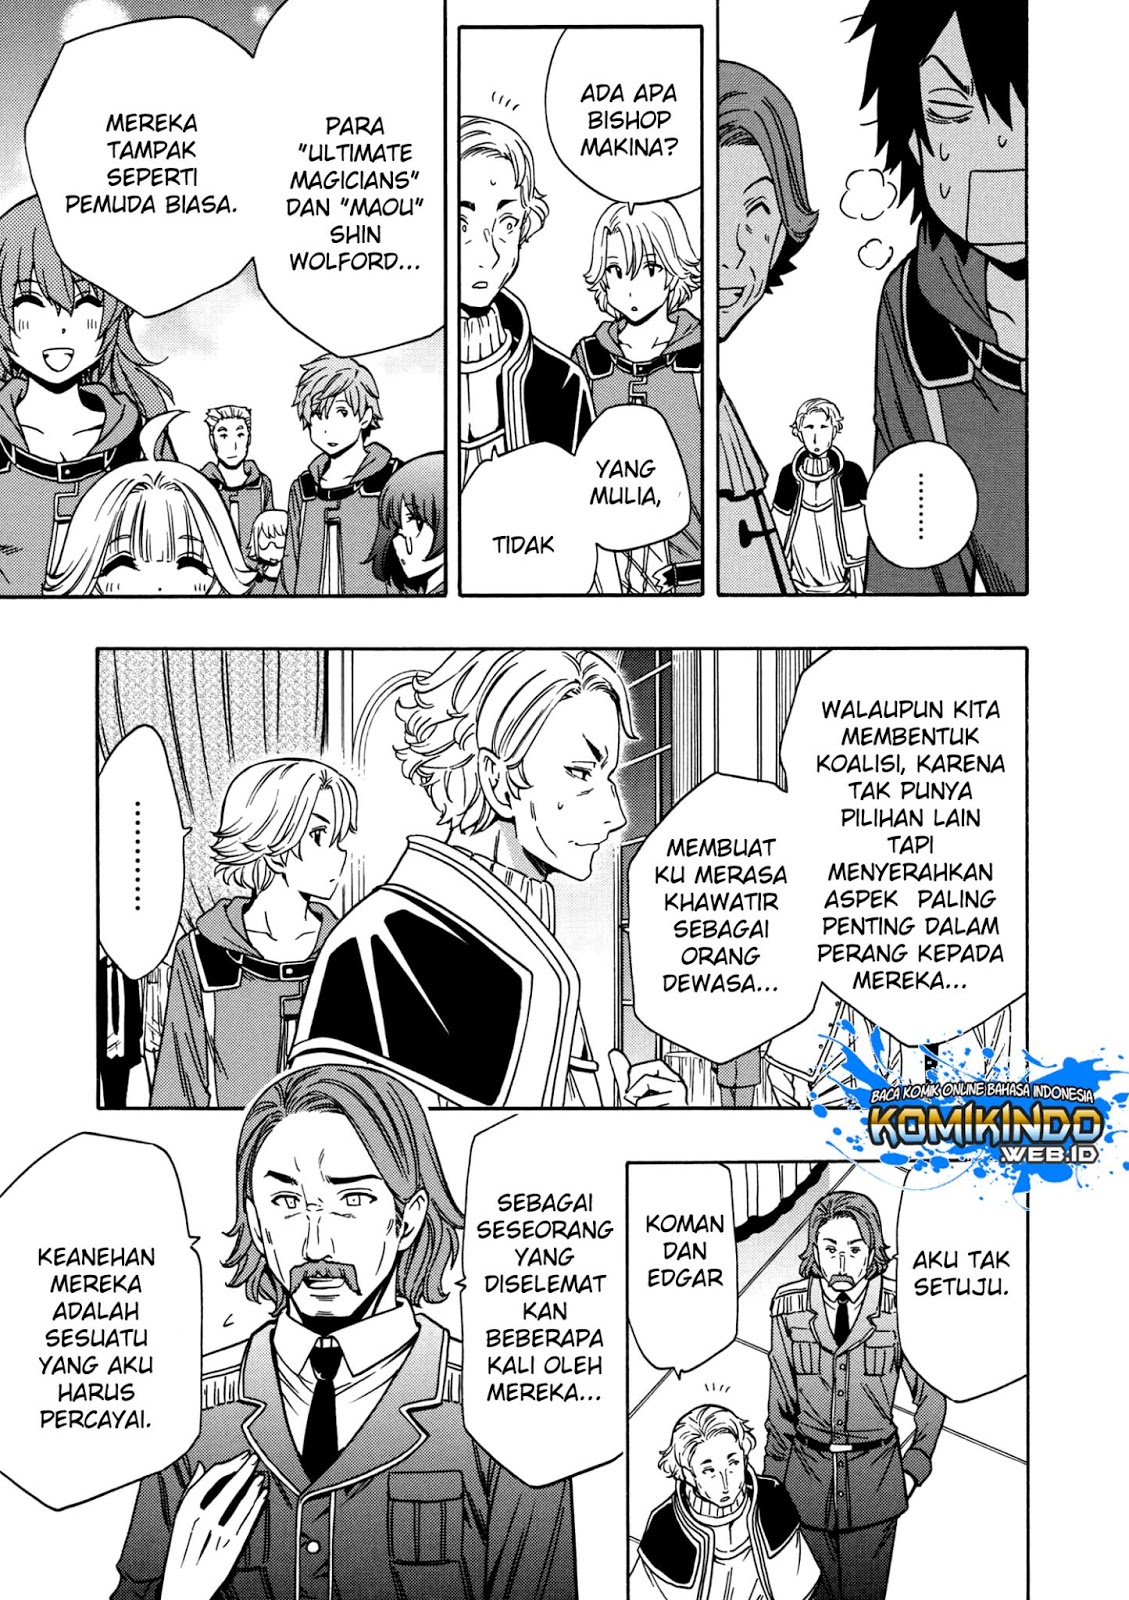 .........
ADA APA
BISHOP
MAKINA?
YANG
MULIA,
TIDAK
PARA
"ULTIMATE
MAGICIANS"
DAN "MAOU"
SHIN
WOLFORD...
MEREKA
TAMPAK
SEPERTI
PEMUDA BIASA.
WALAUPUN KITA
MEMBENTUK
KOALISI, KARENA
TAK PUNYA
PILIHAN LAIN
TAPI
MENYERAHKAN
ASPEK PALING
PENTING DALAM
PERANG KEPADA
MEREKA...
MEMBUAT
KU MERASA
KHAWATIR
SEBAGAI
ORANG
DEWASA...
.........
BACA KOMIK ONLINE BAHASA INDONESIA
KOMIKINDO
.WEB.ID
AKU TAK
SETUJU.
KOMAN
DAN
EDGAR
SEBAGAI
SESEORANG
YANG
DISELEMAT
KAN
BEBERAPA
KALI OLEH
MEREKA...
KEANEHAN
MEREKA
ADALAH
SESUATU
YANG AKU
HARUS
PERCAYAI.